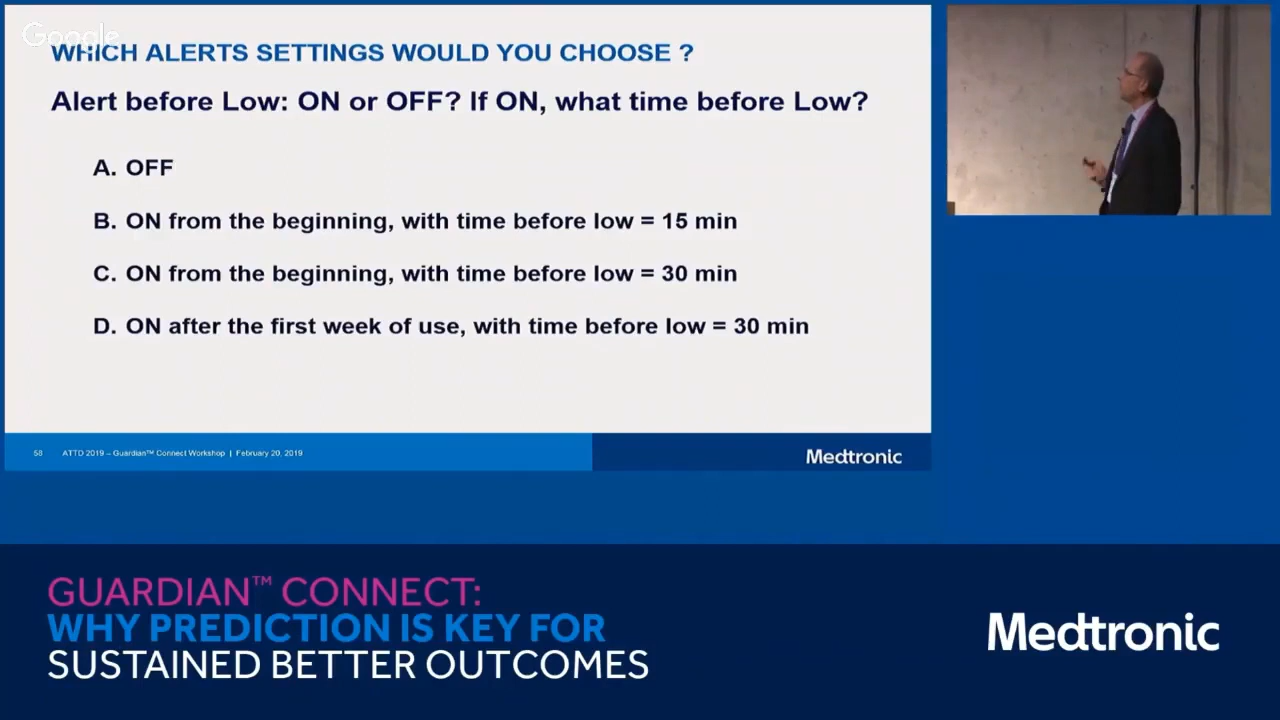 Google
WHICH ALERTS SETTINGS WOULD YOU CHOOSE ?
Alert before Low: ON or OFF? If ON, what time before Low?
A. OFF
B. ON from the beginning, with time before low = 15 min
C. ON from the beginning, with time before low = 30 min
D. ON after the first week of use, with time before low = 30 min
58 ATTD 2019 – Guardian™ Connect Workshop | February 20, 2019
Medtronic
GUARDIAN™ CONNECT:
WHY PREDICTION IS KEY FOR
SUSTAINED BETTER OUTCOMES
Medtronic